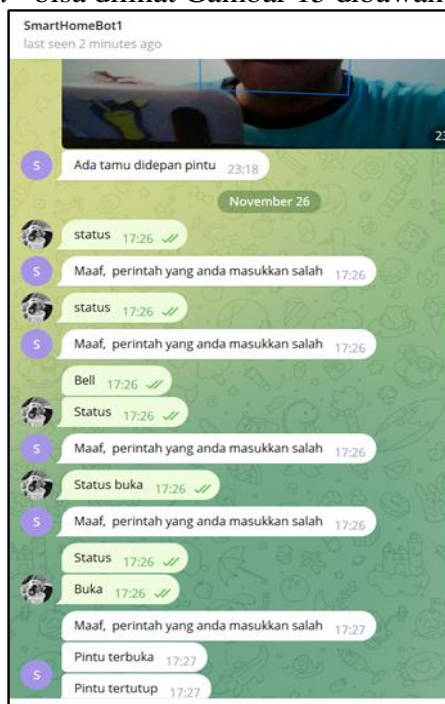 bisa dilihat Gambar 15 dibawah
SmartHomeBot1
last seen 2 minutes ago
23
Ada tamu didepan pintu 23:18
November 26
status 17:26
S
Maaf, perintah yang anda masukkan salah 17:26
status 17:26
S
Maaf, perintah yang anda masukkan salah 17:26
Bell 17:26
Status 17:26
S
Maaf, perintah yang anda masukkan salah 17:26
Status buka 17:26
S
Maaf, perintah yang anda masukkan salah 17:26
Status 17:26
Buka 17:26
Maaf, perintah yang anda masukkan salah 17:27
Pintu terbuka 17:27
S
Pintu tertutup 17:27